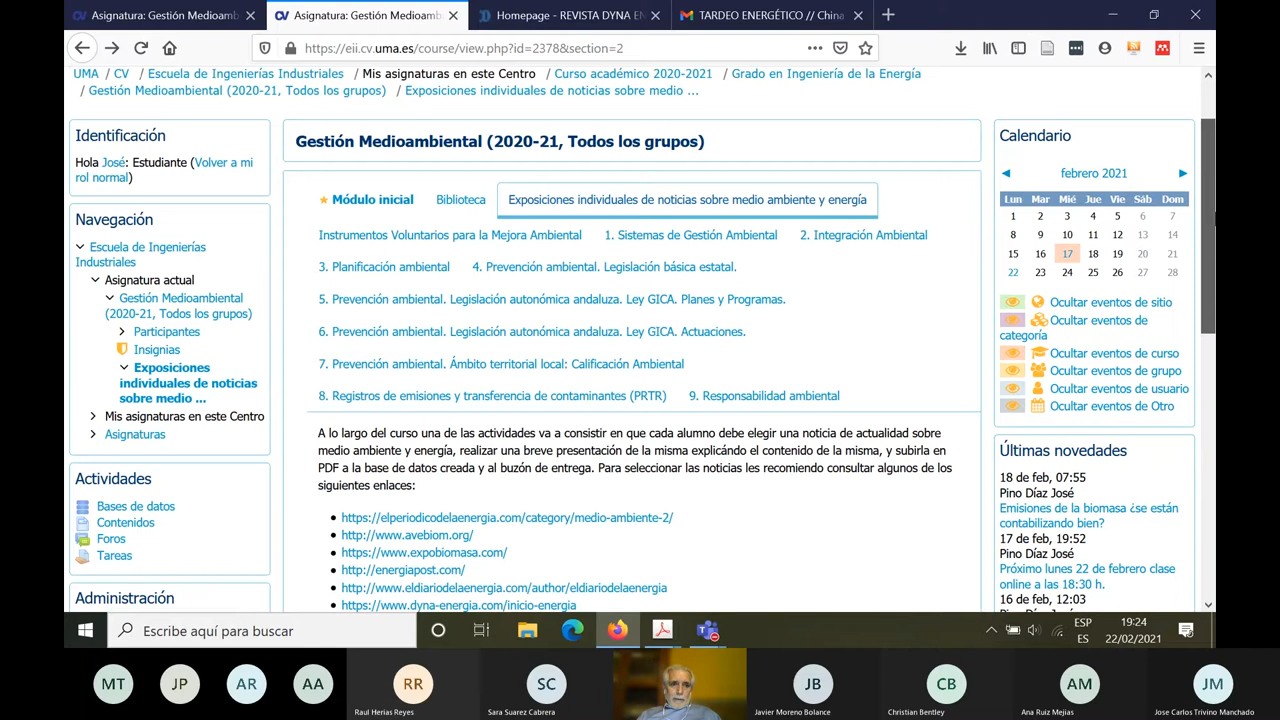 Asignatura: Gestión Medioamb
Asignatura: Gestión Medioamb
Homepage - REVISTA DYNA EN
TARDEO ENERGÉTICO // China
https://eii.cv.uma.es/course/view.php?id=2378&section=2
UMA / CV / Escuela de Ingenierías Industriales / Mis asignaturas en este Centro / Curso académico 2020-2021 / Grado en Ingeniería de la Energía
/ Gestión Medioambiental (2020-21, Todos los grupos) / Exposiciones individuales de noticias sobre medio ...
Identificación
Hola José: Estudiante (Volver a mi
rol normal)
Navegación
Escuela de Ingenierías
Industriales
Asignatura actual
Gestión Medioambiental
(2020-21, Todos los grupos)
Participantes
Insignias
Exposiciones
individuales de noticias
sobre medio ...
Mis asignaturas en este Centro
Asignaturas
Actividades
Bases de datos
Contenidos
Foros
Tareas
Administración
Gestión Medioambiental (2020-21, Todos los grupos)
Módulo inicial
Biblioteca
Exposiciones individuales de noticias sobre medio ambiente y energía
Instrumentos Voluntarios para la Mejora Ambiental
1. Sistemas de Gestión Ambiental
2. Integración Ambiental
3. Planificación ambiental
4. Prevención ambiental. Legislación básica estatal.
5. Prevención ambiental. Legislación autonómica andaluza. Ley GICA. Planes y Programas.
6. Prevención ambiental. Legislación autonómica andaluza. Ley GICA. Actuaciones.
7. Prevención ambiental. Ámbito territorial local: Calificación Ambiental
8. Registros de emisiones y transferencia de contaminantes (PRTR)
9. Responsabilidad ambiental
A lo largo del curso una de las actividades va a consistir en que cada alumno debe elegir una noticia de actualidad sobre
medio ambiente y energía, realizar una breve presentación de la misma explicándo el contenido de la misma, y subirla en
PDF a la base de datos creada y al buzón de entrega. Para seleccionar las noticias les recomiendo consultar algunos de los
siguientes enlaces:
https://elperiodicodelaenergia.com/category/medio-ambiente-2/
http://www.avebiom.org/
https://www.expobiomasa.com/
http://energiapost.com/
http://www.eldiariodelaenergia.com/author/eldiariodelaenergia
https://www.dyna-energia.com/inicio-energia
Calendario
febrero 2021
Lun Mar Mié Jue Vie Sáb Dom
1 2 3 4 5 6 7
8 9 10 11 12 13 14
15 16 17 18 19 20 21
22 23 24 25 26 27 28
Ocultar eventos de sitio
Ocultar eventos de
categoría
Ocultar eventos de curso
Ocultar eventos de grupo
Ocultar eventos de usuario
Ocultar eventos de Otro
Últimas novedades
18 de feb, 07:55
Pino Díaz José
Emisiones de la biomasa ¿se están
contabilizando bien?
17 de feb, 19:52
Pino Díaz José
Próximo lunes 22 de febrero clase
online a las 18:30 h.
16 de feb, 12:03
Escribe aquí para buscar
ESP
ES
19:24
22/02/2021
MT
JP
AR
AA
RR
Raul Herias Reyes
SC
Sara Suarez Cabrera
JB
Javier Moreno Bolance
CB
Christian Bentley
AM
Ana Ruiz Mejias
JM
Jose Carlos Trivino Manchado